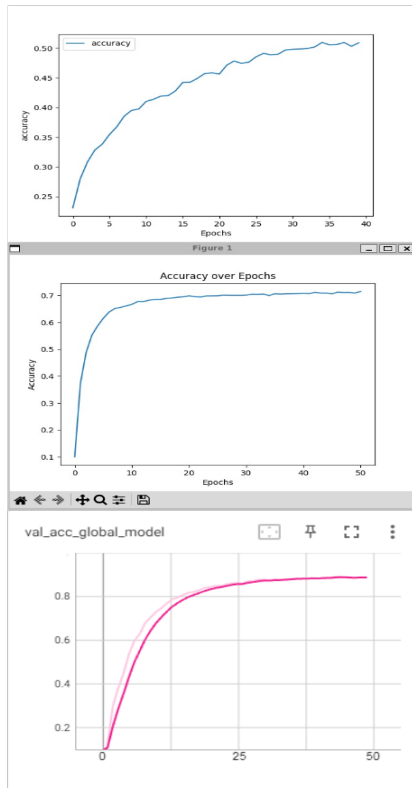 accuracy
0.50
0.45
0.40
0.35
0.30
0.25
accuracy
0 5 10 15 20 25 30 35 40
Epochs
Figure 1
Accuracy over Epochs
0.7
0.6
0.5
0.4
0.3
0.2
0.1
Accuracy
0 10 20 30 40 50
Epochs
val_acc_global_model
0.8
0.6
0.4
0.2
0 25 50